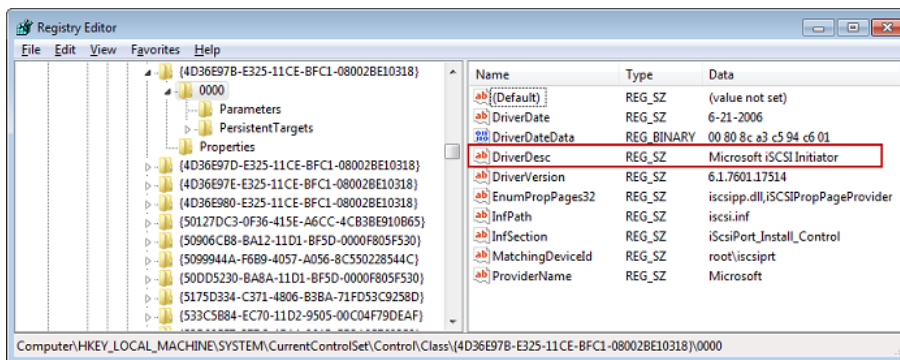 Registry Editor
File Edit View Favorites Help
{4D36E97B-E325-11CE-BFC1-08002BE10318}
0000
Parameters
PersistentTargets
Properties
{4D36E97D-E325-11CE-BFC1-08002BE10318}
{4D36E97E-E325-11CE-BFC1-08002BE10318}
{4D36E980-E325-11CE-BFC1-08002BE10318}
{50127DC3-0F36-415E-A6CC-4CB3BE910B65}
{50906CB8-BA12-11D1-BF5D-0000F805F530}
{5099944A-F6B9-4057-A056-8C550228544C}
{50DD5230-BA8A-11D1-BF5D-0000F805F530}
{5175D334-C371-4806-B3BA-71FD53C9258D}
{533C5B84-EC70-11D2-9505-00C04F79DEAF}
Name Type Data
(Default) REG_SZ (value not set)
DriverDate REG_SZ 6-21-2006
DriverDateData REG_BINARY 00 80 8c a3 c5 94 c6 01
DriverDesc REG_SZ Microsoft iSCSI Initiator
DriverVersion REG_SZ 6.1.7601.17514
EnumPropPages32 REG_SZ iscsipp.dll,iSCSIPropPageProvider
InfPath REG_SZ iscsi.inf
InfSection REG_SZ iScsiPort_Install_Control
MatchingDeviceId REG_SZ root\iscsiprt
ProviderName REG_SZ Microsoft
Computer\HKEY_LOCAL_MACHINE\SYSTEM\CurrentControlSet\Control\Class\{4D36E97B-E325-11CE-BFC1-08002BE10318}\0000